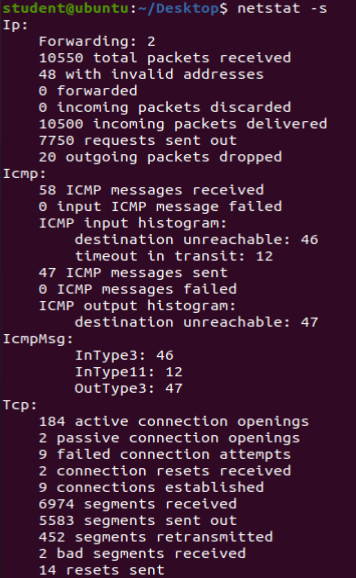 student@ubuntu:~/Desktop$ netstat -s
Ip:
    Forwarding: 2
    10550 total packets received
    48 with invalid addresses
    0 forwarded
    0 incoming packets discarded
    10500 incoming packets delivered
    7750 requests sent out
    20 outgoing packets dropped
Icmp:
    58 ICMP messages received
    0 input ICMP message failed
    ICMP input histogram:
        destination unreachable: 46
        timeout in transit: 12
    47 ICMP messages sent
    0 ICMP messages failed
    ICMP output histogram:
        destination unreachable: 47
IcmpMsg:
        InType3: 46
        InType11: 12
        OutType3: 47
Tcp:
    184 active connection openings
    2 passive connection openings
    9 failed connection attempts
    2 connection resets received
    9 connections established
    6974 segments received
    5583 segments sent out
    452 segments retransmitted
    2 bad segments received
    14 resets sent